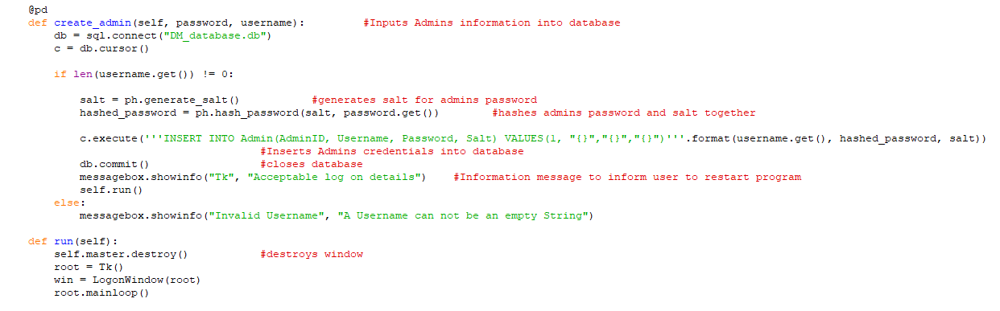 @pd
def create_admin(self, password, username):         #Inputs Admins information into database
    db = sql.connect("DM_database.db")
    c = db.cursor()

    if len(username.get()) != 0:

        salt = ph.generate_salt()           #generates salt for admins password
        hashed_password = ph.hash_password(salt, password.get())        #hashes admins password and salt together

        c.execute('''INSERT INTO Admin(AdminID, Username, Password, Salt) VALUES(1, "{}","{}","{}")'''.format(username.get(), hashed_password, salt))
                                    #Inserts Admins credentials into database
        db.commit()                 #closes database
        messagebox.showinfo("Tk", "Acceptable log on details")    #Information message to inform user to restart program
        self.run()
    else:
        messagebox.showinfo("Invalid Username", "A Username can not be an empty String")

def run(self):
    self.master.destroy()           #destroys window
    root = Tk()
    win = LogonWindow(root)
    root.mainloop()